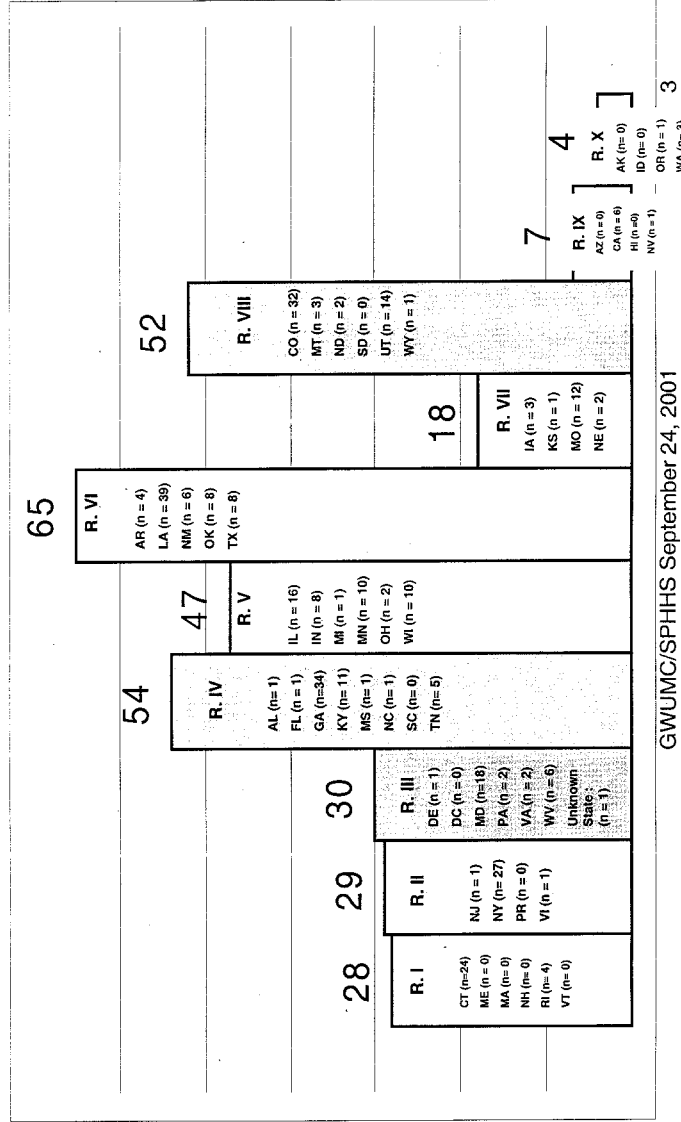 28
R. I
CT (n=24)
ME (n = 0)
MA (n= 0)
NH (n= 0)
RI (n= 4)
VT (n= 0)
29
R. II
NJ (n = 1)
NY (n= 27)
PR (n = 0)
VI (n = 1)
30
R. III
DE (n = 1)
DC (n = 0)
MD (n=18)
PA (n = 2)
VA (n = 2)
WV (n = 6)
Unknown
State :
(n = 1)
54
R. IV
AL (n= 1)
FL (n = 1)
GA (n=34)
KY (n= 11)
MS (n= 1)
NC (n= 1)
SC (n= 0)
TN (n= 5)
47
R. V
IL (n = 16)
IN (n = 8)
MI (n = 1)
MN (n = 10)
OH (n = 2)
WI (n = 10)
65
R. VI
AR (n = 4)
LA (n = 39)
NM (n = 6)
OK (n = 8)
TX (n = 8)
18
R. VII
IA (n = 3)
KS (n = 1)
MO (n = 12)
NE (n = 2)
52
R. VIII
CO (n = 32)
MT (n = 3)
ND (n = 2)
SD (n = 0)
UT (n = 14)
WY (n = 1)
7
R. IX
AZ (n = 0)
CA (n = 6)
HI (n =0)
NV (n = 1)
4
R. X
AK (n= 0)
ID (n= 0)
OR (n = 1)
WA (n= 3)
GWUMC/SPHHS September 24, 2001
3